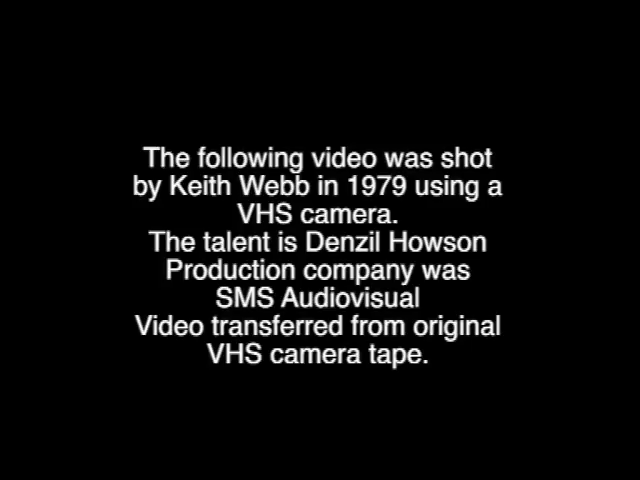 The following video was shot
by Keith Webb in 1979 using a
VHS camera.
The talent is Denzil Howson
Production company was
SMS Audiovisual
Video transferred from original
VHS camera tape.